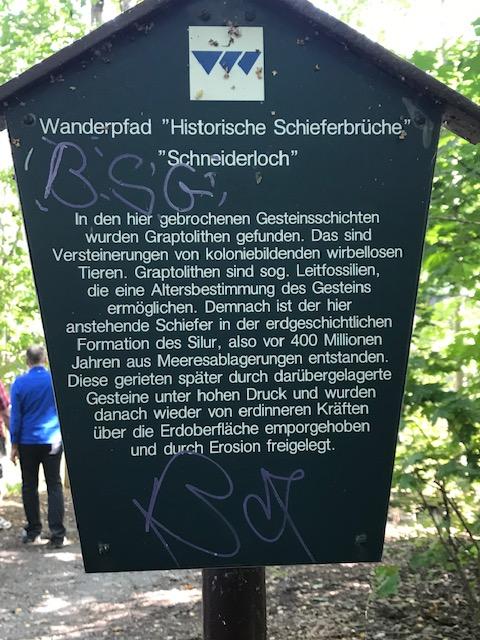 Wanderpfad "Historische Schieferbrüche"
"Schneiderloch"
B.S.G.
In den hier gebrochenen Gesteinsschichten
wurden Graptolithen gefunden. Das sind
Versteinerungen von koloniebildenden wirbellosen
Tieren. Graptolithen sind sog. Leitfossilien,
die eine Altersbestimmung des Gesteins
ermöglichen. Demnach ist der hier
anstehende Schiefer in der erdgeschichtlichen
Formation des Silur, also vor 400 Millionen
Jahren aus Meeresablagerungen entstanden.
Diese gerieten später durch darübergelagerte
Gesteine unter hohen Druck und wurden
danach wieder von erdinneren Kräften
über die Erdoberfläche emporgehoben
und durch Erosion freigelegt.